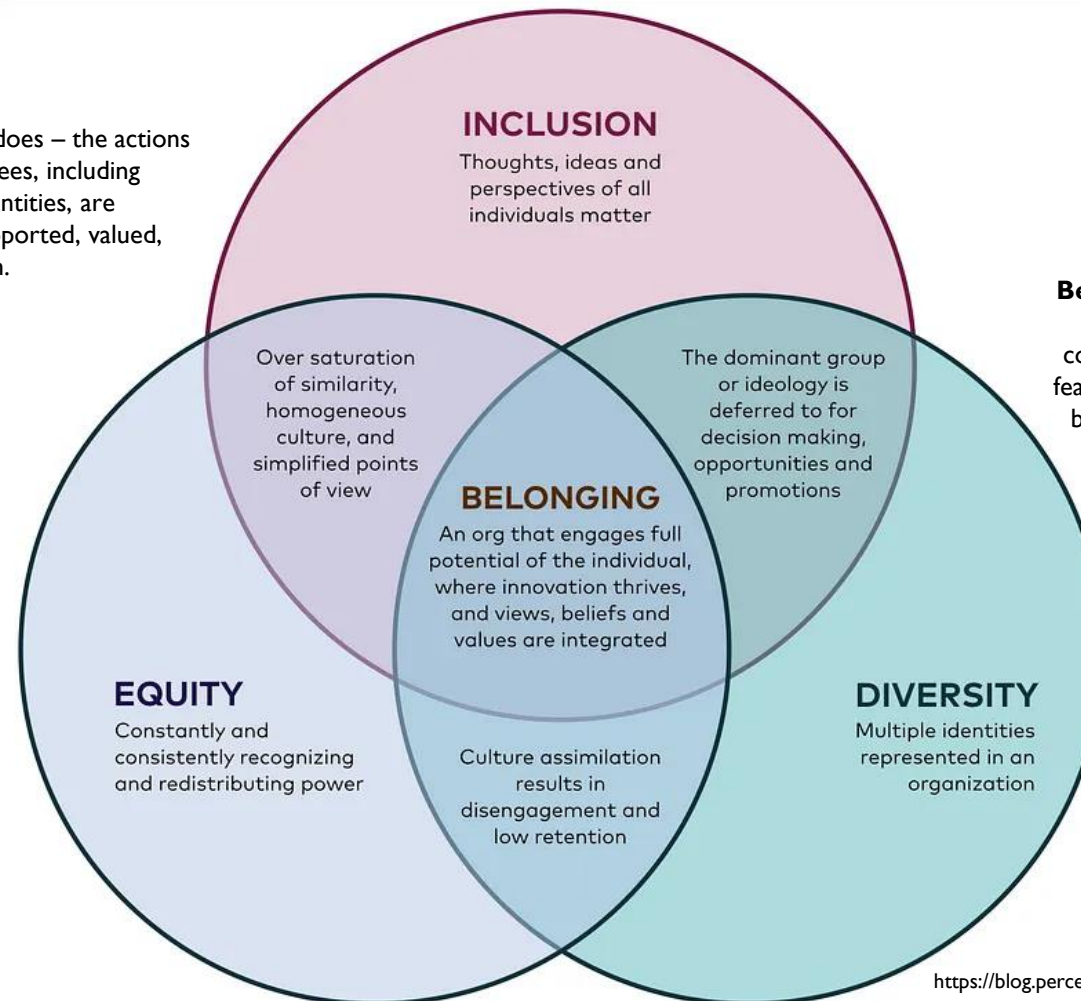 does – the actions
ees, including
ntities, are
ported, valued,
INCLUSION
Thoughts, ideas and
perspectives of all
individuals matter
Be
Over saturation
of similarity,
homogeneous
culture, and
simplified points
of view
The dominant group
or ideology is
deferred to for
decision making,
opportunities and
promotions
BELONGING
An org that engages full
potential of the individual,
where innovation thrives,
and views, beliefs and
values are integrated
EQUITY
Constantly and
consistently recognizing
and redistributing power
DIVERSITY
Multiple identities
represented in an
organization
Culture assimilation
results in
disengagement and
low retention
https://blog.perce